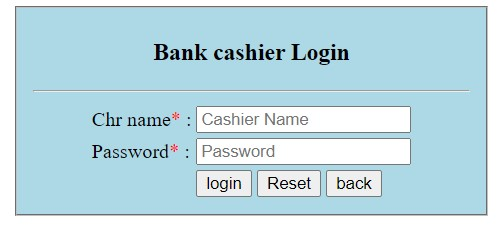 Bank cashier Login
Chr name* : Cashier Name
Password* : Password
login Reset back